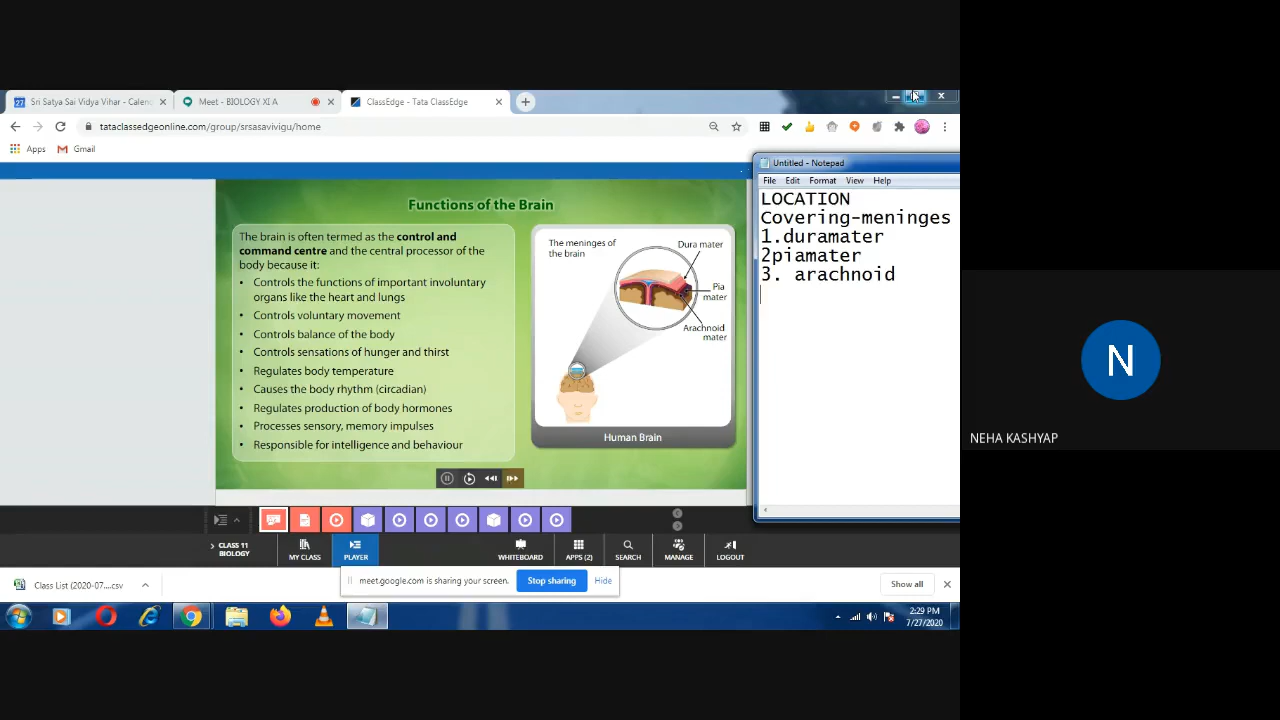 Sri Satya Sai Vidya Vihar - Calen
Meet - BIOLOGY XI A
ClassEdge - Tata ClassEdge
tataclassedgeonline.com/group/srsasavivigu/home
Apps
Gmail
Functions of the Brain
The brain is often termed as the control and
command centre and the central processor of the
body because it:
• Controls the functions of important involuntary
organs like the heart and lungs
• Controls voluntary movement
• Controls balance of the body
• Controls sensations of hunger and thirst
• Regulates body temperature
• Causes the body rhythm (circadian)
• Regulates production of body hormones
• Processes sensory, memory impulses
• Responsible for intelligence and behaviour
The meninges of
the brain
Dura mater
Pia
mater
Arachnoid
mater
Human Brain
Untitled - Notepad
File Edit Format View Help
LOCATION
Covering-meninges
1.duramater
2piamater
3. arachnoid
N
NEHA KASHYAP
CLASS 11
BIOLOGY
MY CLASS
PLAYER
WHITEBOARD
APPS (2)
SEARCH
MANAGE
LOGOUT
Class List (2020-07....csv
meet.google.com is sharing your screen.
Stop sharing
Hide
Show all
2:29 PM
7/27/2020